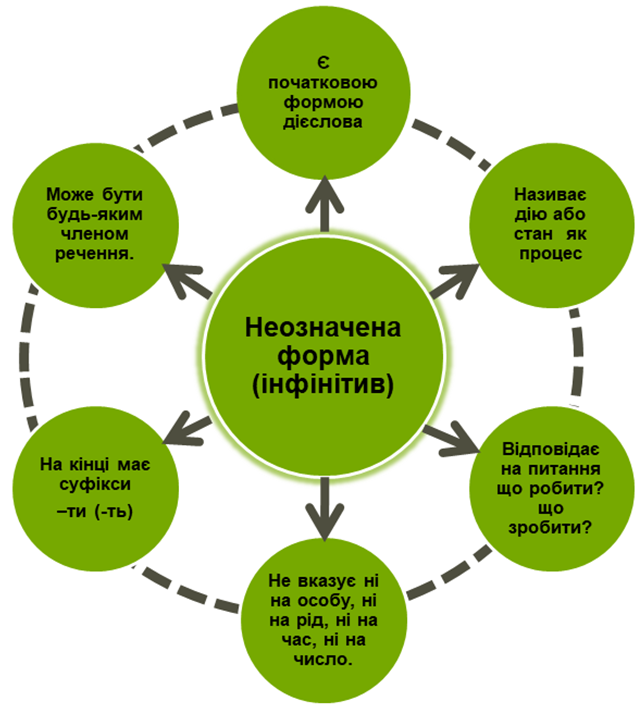 Є
початковою
формою
дієслова
Називає
дію або
стан як
процес
Відповідає
на питання
що робити?
що
зробити?
Не вказує ні
на особу, ні
на рід, ні на
час, ні на
число.
На кінці має
суфікси
–ти (-ть)
Може бути
будь-яким
членом
речення.
Неозначена
форма
(інфінітив)